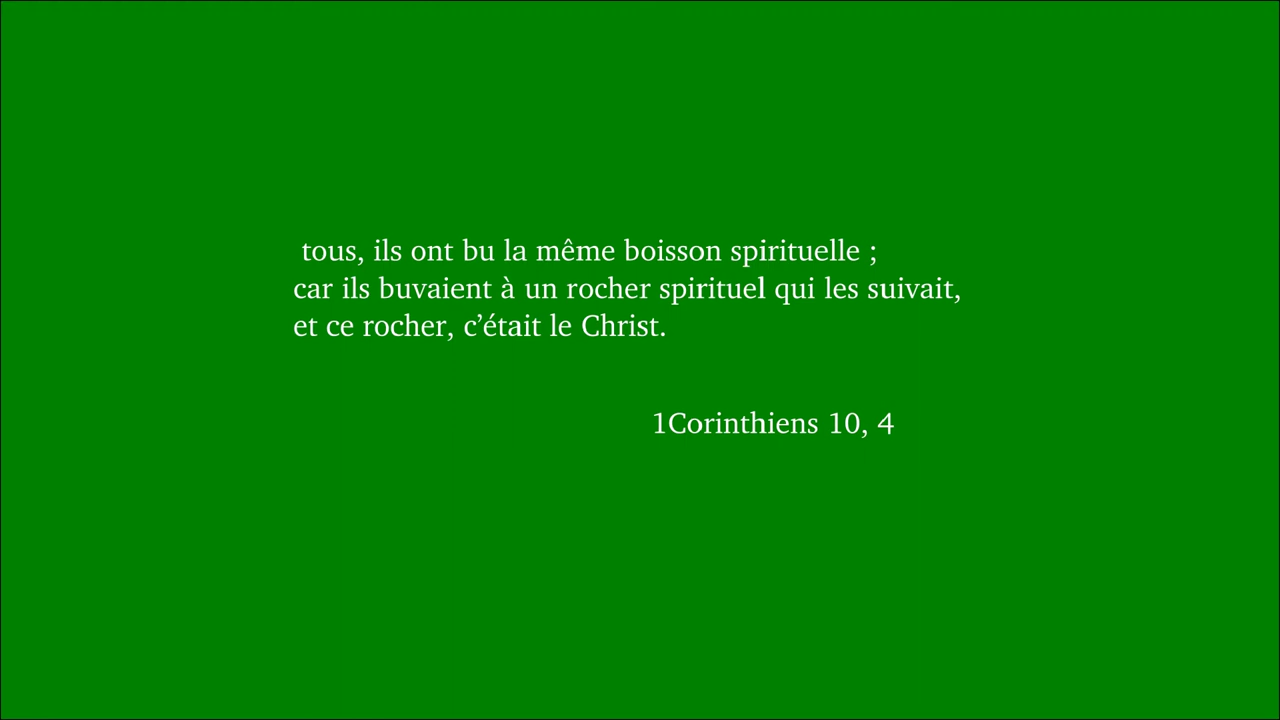 tous, ils ont bu la même boisson spirituelle ;
car ils buvaient à un rocher spirituel qui les suivait,
et ce rocher, c’était le Christ.
1Corinthiens 10, 4